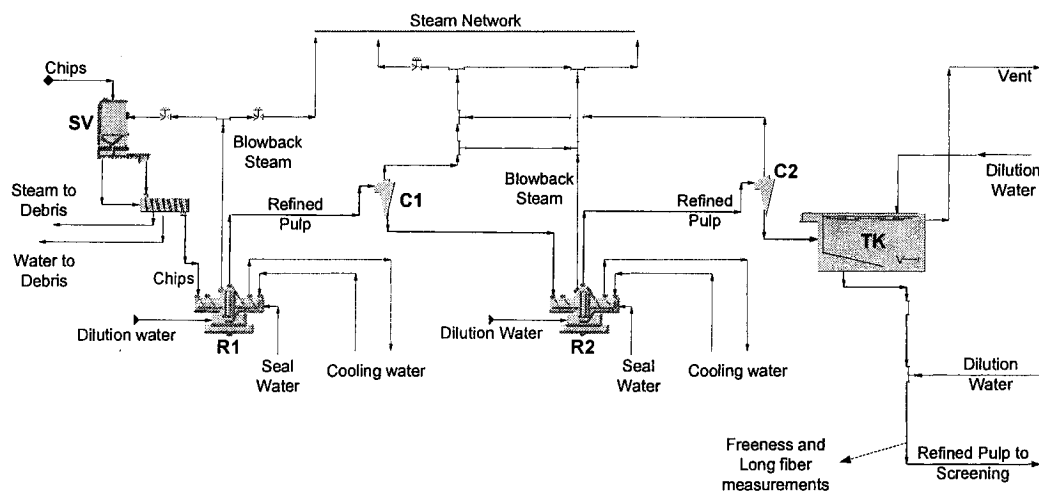 Steam Network
Chips
Vent
SV
Blowback
Steam
C2
Dilution
Water
Steam to
Debris
C1
Blowback
Steam
Refined
Pulp
Refined
Pulp
TK
Water to
Debris
Chips
Dilution water
R1
Seal
Water
Cooling water
Dilution Water
R2
Seal
Water
Cooling water
Dilution
Water
Freeness and
Long fiber
measurements
Refined Pulp to
Screening